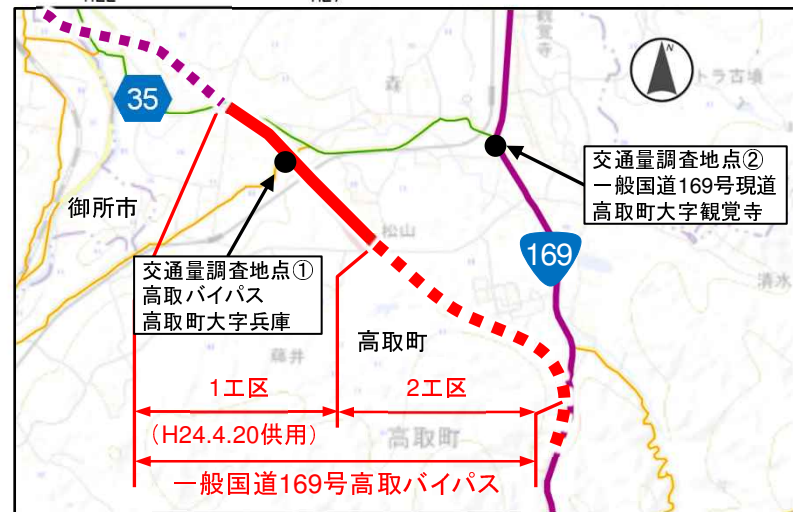 観覚寺
N
トラ古墳
35
森
交通量調査地点②
一般国道169号現道
高取町大字観覚寺
御所市
松山
169
清水
交通量調査地点①
高取バイパス
高取町大字兵庫
高取町
藤井
1工区
2工区
(H24.4.20供用)
高取町
一般国道169号高取バイパス